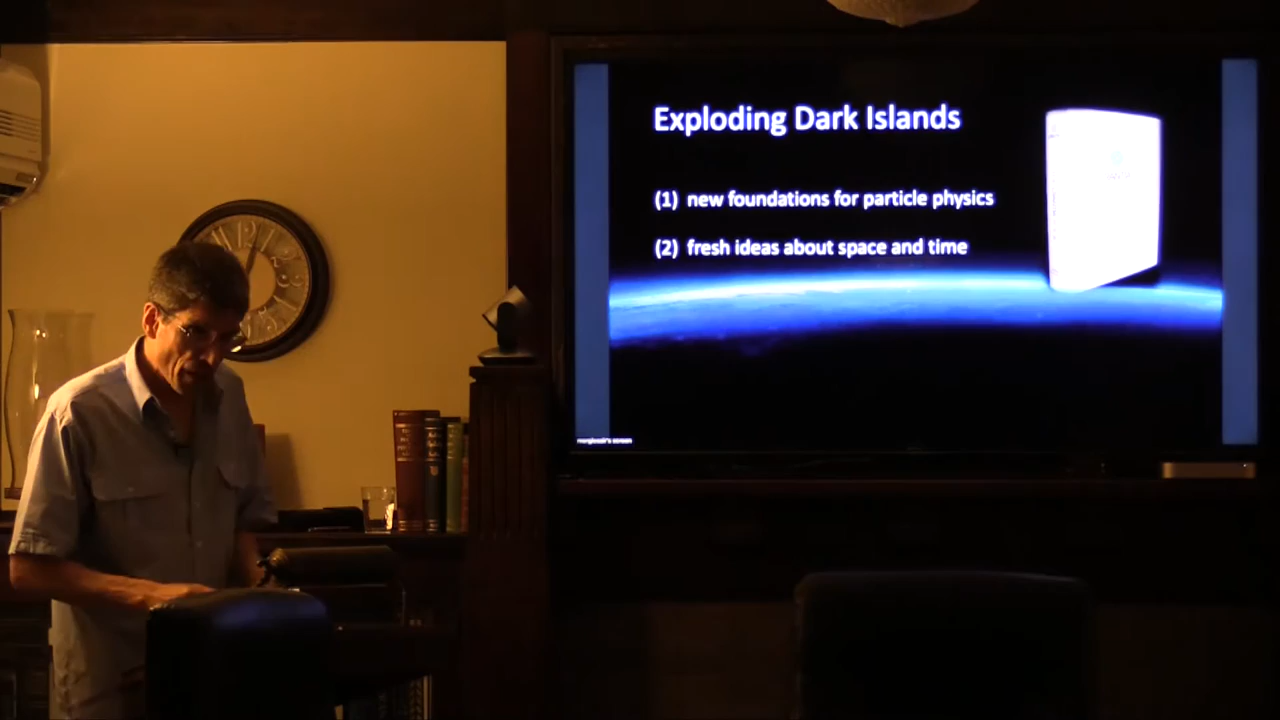 Exploding Dark Islands
(1) new foundations for particle physics
(2) fresh ideas about space and time